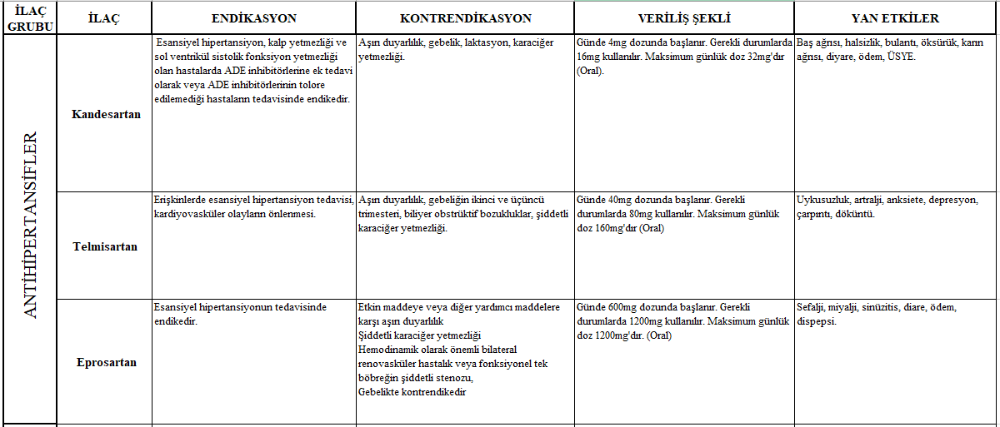 İLAÇ
GRUBU
İLAÇ
ENDİKASYON
KONTRENDİKASYON
VERİLİŞ ŞEKLİ
YAN ETKİLER
ANTİHİPERTANSİFLER
Kandesartan
Esansiyel hipertansiyon, kalp yetmezliği ve
sol ventrikül sistolik fonksiyon yetmezliği
olan hastalarda ADE inhibitörlerine ek tedavi
olarak veya ADE inhibitörlerinin tolore
edilemediği hastaların tedavisinde endikedir.
Aşırı duyarlılık, gebelik, laktasyon, karaciğer
yetmezliği.
Günde 4mg dozunda başlanır. Gerekli durumlarda
16mg kullanılır. Maksimum günlük doz 32mg'dır
(Oral).
Baş ağrısı, halsizlik, bulantı, öksürük, karın
ağrısı, diyare, ödem, ÜSYE.
Telmisartan
Erişkinlerde esansiyel hipertansiyon tedavisi,
kardiyovasküler olayların önlenmesi.
Aşırı duyarlılık, gebeliğin ikinci ve üçüncü
trimesteri, biliyer obstrüktif bozukluklar, şiddetli
karaciğer yetmezliği.
Günde 40mg dozunda başlanır. Gerekli
durumlarda 80mg kullanılır. Maksimum günlük
doz 160mg'dır (Oral)
Uykusuzluk, artralji, anksiete, depresyon,
çarpıntı, döküntü.
Eprosartan
Esansiyel hipertansiyonun tedavisinde
endikedir.
Etkin maddeye veya diğer yardımcı maddelere
karşı aşırı duyarlılık
Şiddetli karaciğer yetmezliği
Hemodinamik olarak önemli bilateral
renovasküler hastalık veya fonksiyonel tek
böbreğin şiddetli stenozu,
Gebelikte kontrendikedir
Günde 600mg dozunda başlanır. Gerekli
durumlarda 1200mg kullanılır. Maksimum günlük
doz 1200mg'dır. (Oral)
Sefalji, miyalji, sinüzitis, diare, ödem,
dispepsi.